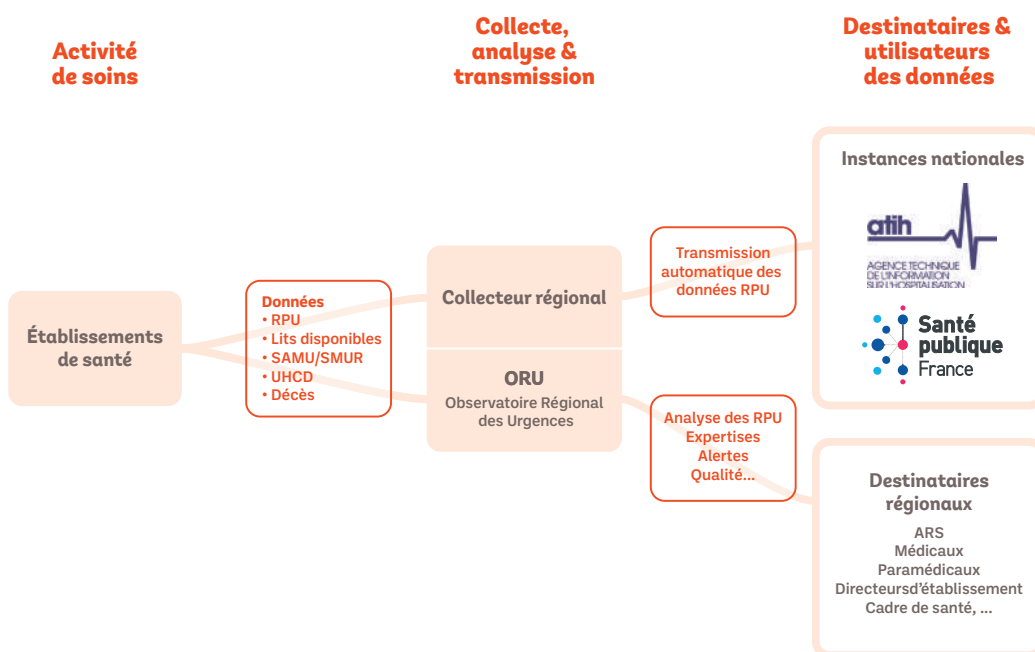 Activité
de soins
Collecte,
analyse &
transmission
Destinataires &
utilisateurs
des données
Établissements
de santé
Données
• RPU
• Lits disponibles
• SAMU/SMUR
• UHCD
• Décès
Collecteur régional
ORU
Observatoire Régional
des Urgences
Transmission
automatique des
données RPU
Analyse des RPU
Expertises
Alertes
Qualité...
Instances nationales
atih
AGENCE TECHNIQUE
DE L'INFORMATION
SUR L'HOSPITALISATION
Santé
publique
France
Destinataires
régionaux
ARS
Médicaux
Paramédicaux
Directeursd'établissement
Cadre de santé, ...